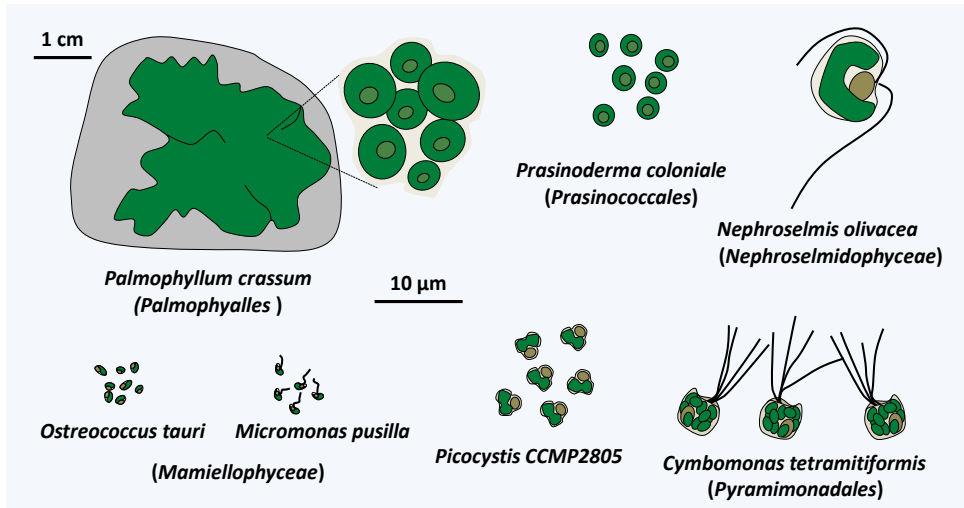 1 cm
Prasinoderma coloniale
(Prasinococcales)
Nephroselmis olivacea
(Nephroselmidophyceae)
Palmophyllum crassum
(Palmophyalles )
10 µm
Ostreococcus tauri
Micromonas pusilla
(Mamiellophyceae)
Picocystis CCMP2805
Cymbomonas tetramitiformis
(Pyramimonadales)